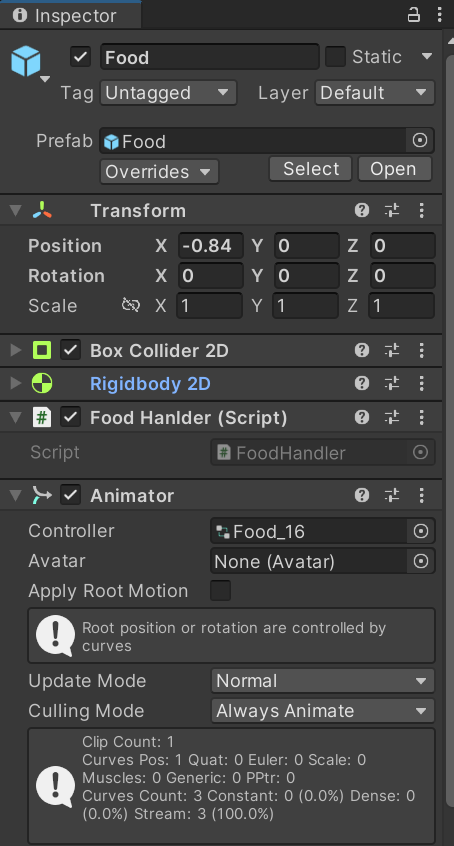 Inspector
Food Static
Tag Untagged Layer Default
Prefab Food
Overrides Select Open
Transform
Position X -0.84 Y 0 Z 0
Rotation X 0 Y 0 Z 0
Scale X 1 Y 1 Z 1
Box Collider 2D
Rigidbody 2D
# Food Hanlder (Script)
Script # FoodHandler
Animator
Controller Food_16
Avatar None (Avatar)
Apply Root Motion
Root position or rotation are controlled by
curves
Update Mode Normal
Culling Mode Always Animate
Clip Count: 1
Curves Pos: 1 Quat: 0 Euler: 0 Scale: 0
Muscles: 0 Generic: 0 PPtr: 0
Curves Count: 3 Constant: 0 (0.0%) Dense: 0
(0.0%) Stream: 3 (100.0%)